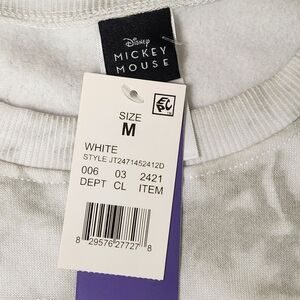 Disney
MICKEY
MOUSE
SIZE
M
WHITE
STYLE JT2471452412D
006 03 2421
DEPT CL ITEM
8 29576 27727 8